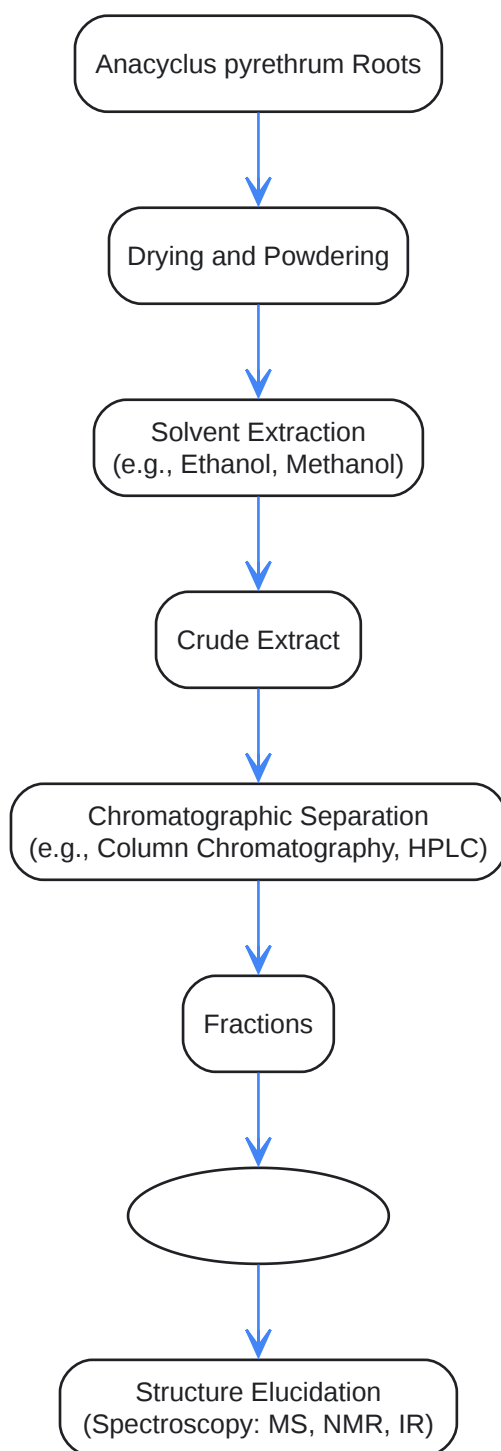 Anacyclus pyrethrum Roots
Drying and Powdering
Solvent Extraction
(e.g., Ethanol, Methanol)
Crude Extract
Chromatographic Separation
(e.g., Column Chromatography, HPLC)
Fractions
Structure Elucidation
(Spectroscopy: MS, NMR, IR)